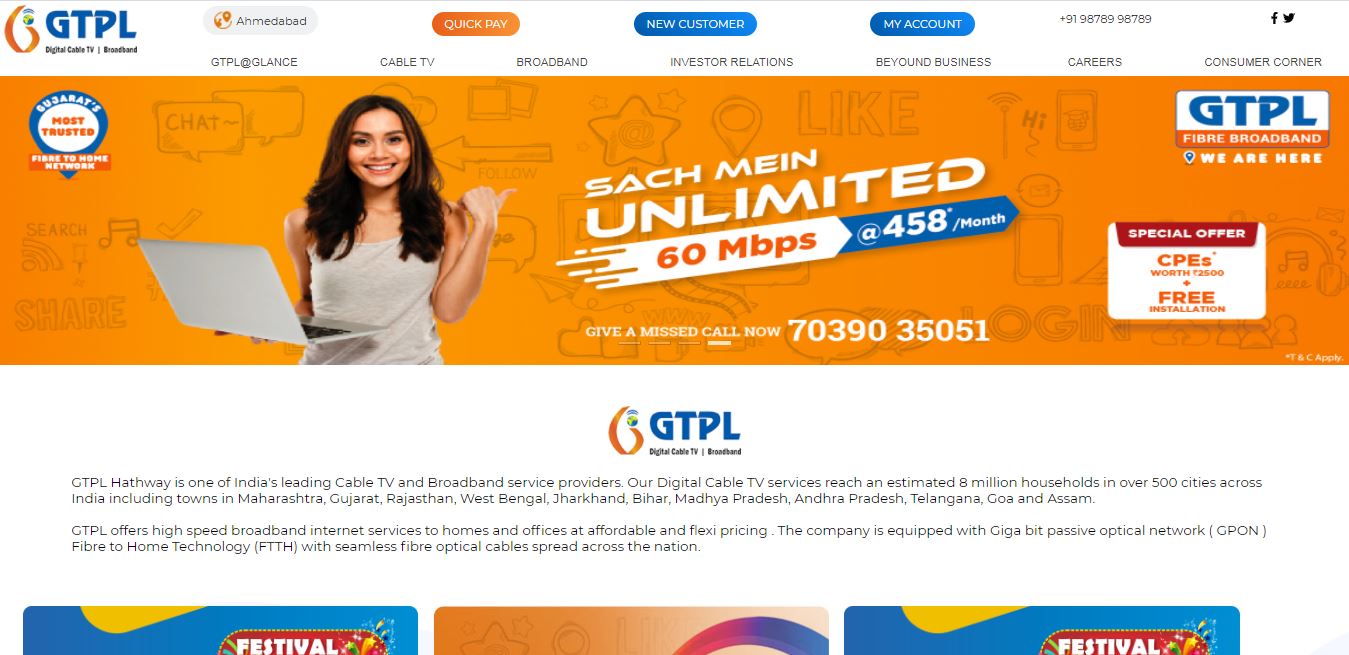 GTPL
Digital Cable TV | Broadband
Ahmedabad
QUICK PAY
NEW CUSTOMER
MY ACCOUNT
+91 98789 98789
GTPL@GLANCE
CABLE TV
BROADBAND
INVESTOR RELATIONS
BEYOUND BUSINESS
CAREERS
CONSUMER CORNER
GUJARAT'S
MOST
TRUSTED
FIBRE TO HOME
NETWORK
CHAT~
FOLLOW
SEARCH
SHARE
LIKE
Hi
www
LOGIN
SACH MEIN
UNLIMITED
60 Mbps @458*/Month
GIVE A MISSED CALL NOW 70390 35051
GTPL
FIBRE BROADBAND
WE ARE HERE
SPECIAL OFFER
CPEs*
WORTH ₹2500
+
FREE
INSTALLATION
*T & C Apply.
GTPL
Digital Cable TV | Broadband
GTPL Hathway is one of India's leading Cable TV and Broadband service providers. Our Digital Cable TV services reach an estimated 8 million households in over 500 cities across
India including towns in Maharashtra, Gujarat, Rajasthan, West Bengal, Jharkhand, Bihar, Madhya Pradesh, Andhra Pradesh, Telangana, Goa and Assam.
GTPL offers high speed broadband internet services to homes and offices at affordable and flexi pricing . The company is equipped with Giga bit passive optical network ( GPON )
Fibre to Home Technology (FTTH) with seamless fibre optical cables spread across the nation.
FESTIVAL
FESTIVAL